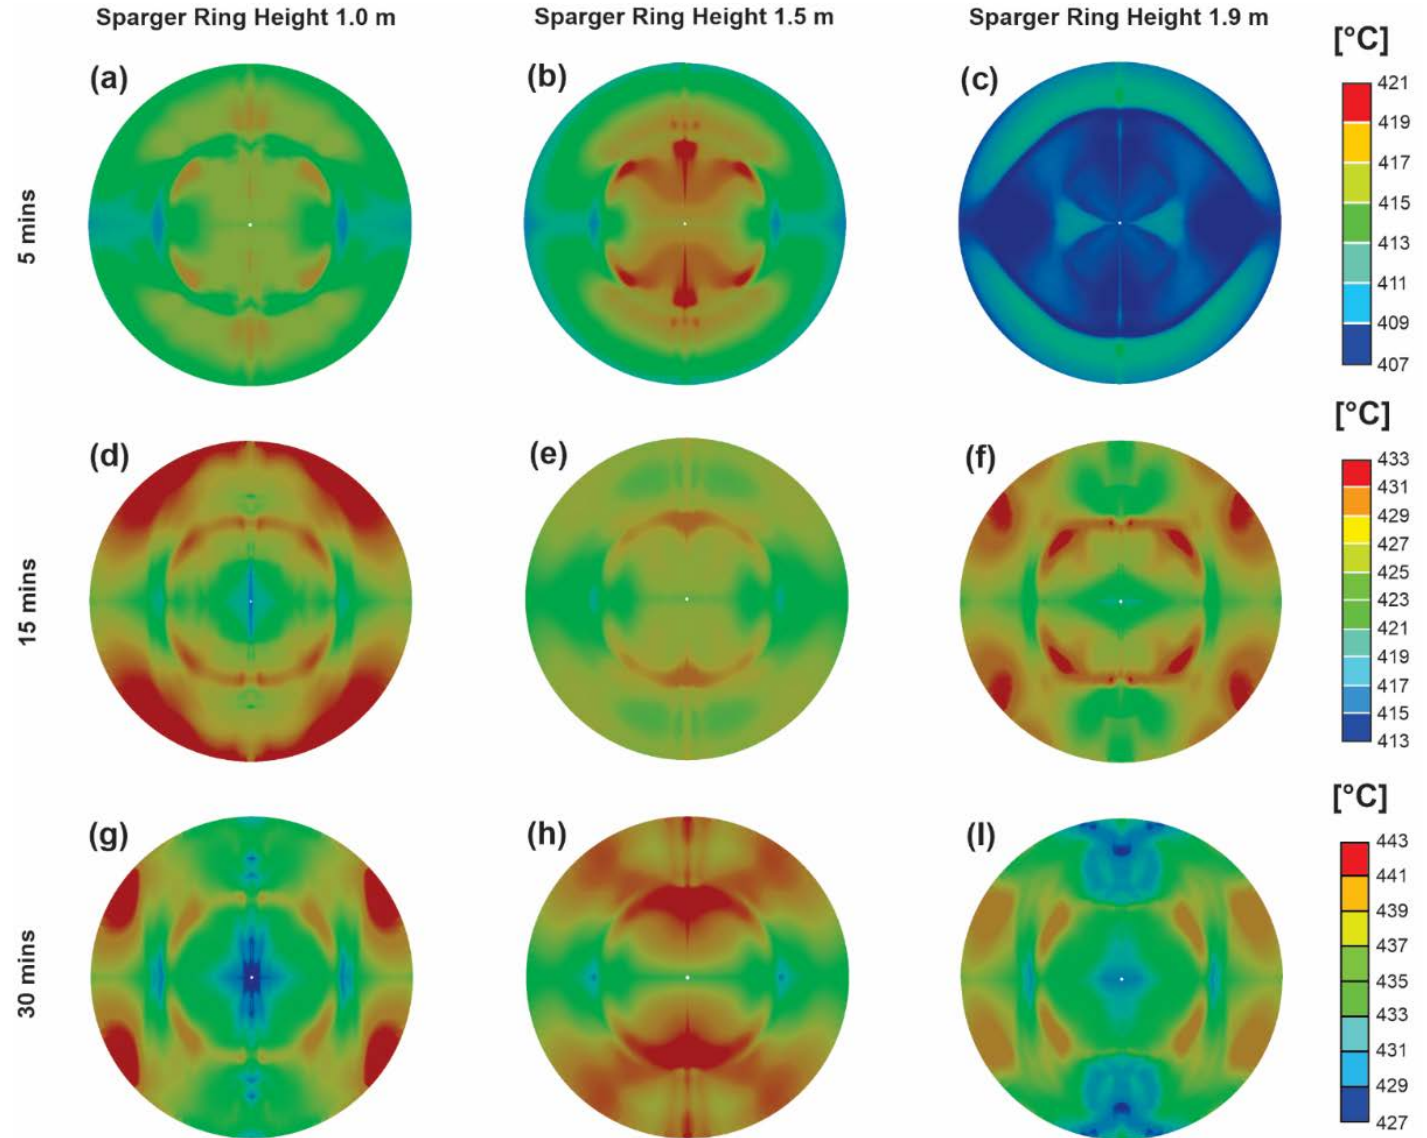 Sparger Ring Height 1.0 m
Sparger Ring Height 1.5 m
Sparger Ring Height 1.9 m
[°C]
(a)
(b)
(c)
421
419
417
415
413
411
409
407
5 mins
[°C]
(d)
(e)
(f)
433
431
429
427
425
423
421
419
417
415
413
15 mins
[°C]
(g)
(h)
(I)
443
441
439
437
435
433
431
429
427
30 mins